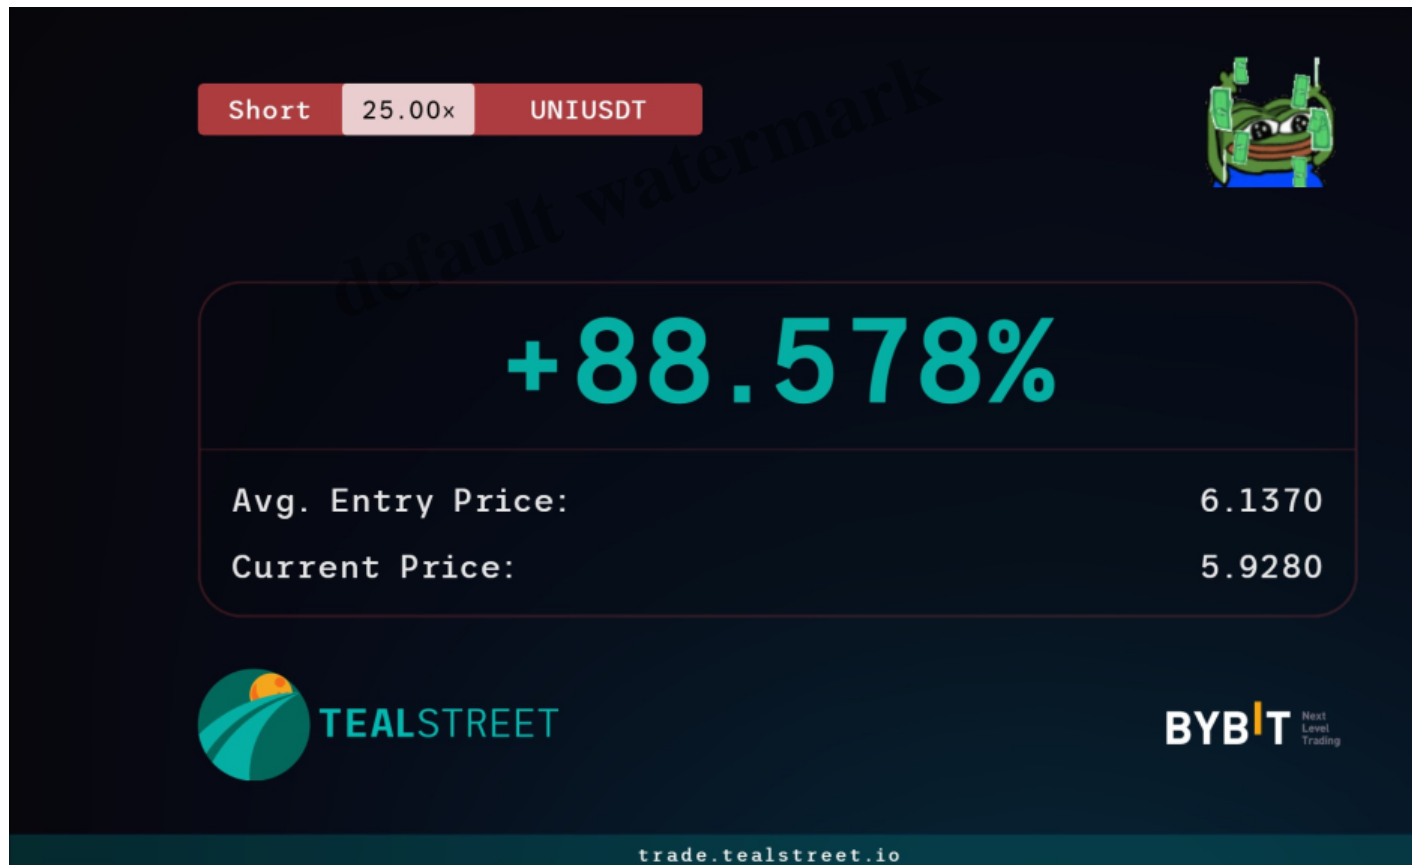 Short 25.00x UNIUSDT
default watermark
+88.578%
Avg. Entry Price: 6.1370
Current Price: 5.9280
TEALSTREET
BYBIT Next Level Trading
trade.tealstreet.io